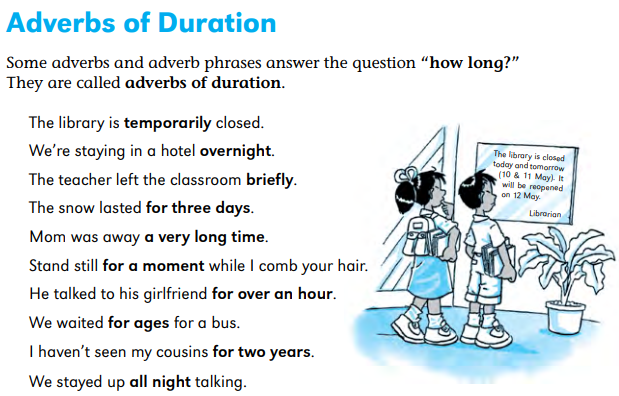 Adverbs of Duration
Some adverbs and adverb phrases answer the question “how long?”
They are called adverbs of duration.
The library is temporarily closed.
We’re staying in a hotel overnight.
The teacher left the classroom briefly.
The snow lasted for three days.
Mom was away a very long time.
Stand still for a moment while I comb your hair.
He talked to his girlfriend for over an hour.
We waited for ages for a bus.
I haven’t seen my cousins for two years.
We stayed up all night talking.
The library is closed
today and tomorrow
(10 & 11 May). It
will be reopened
on 12 May.
Librarian